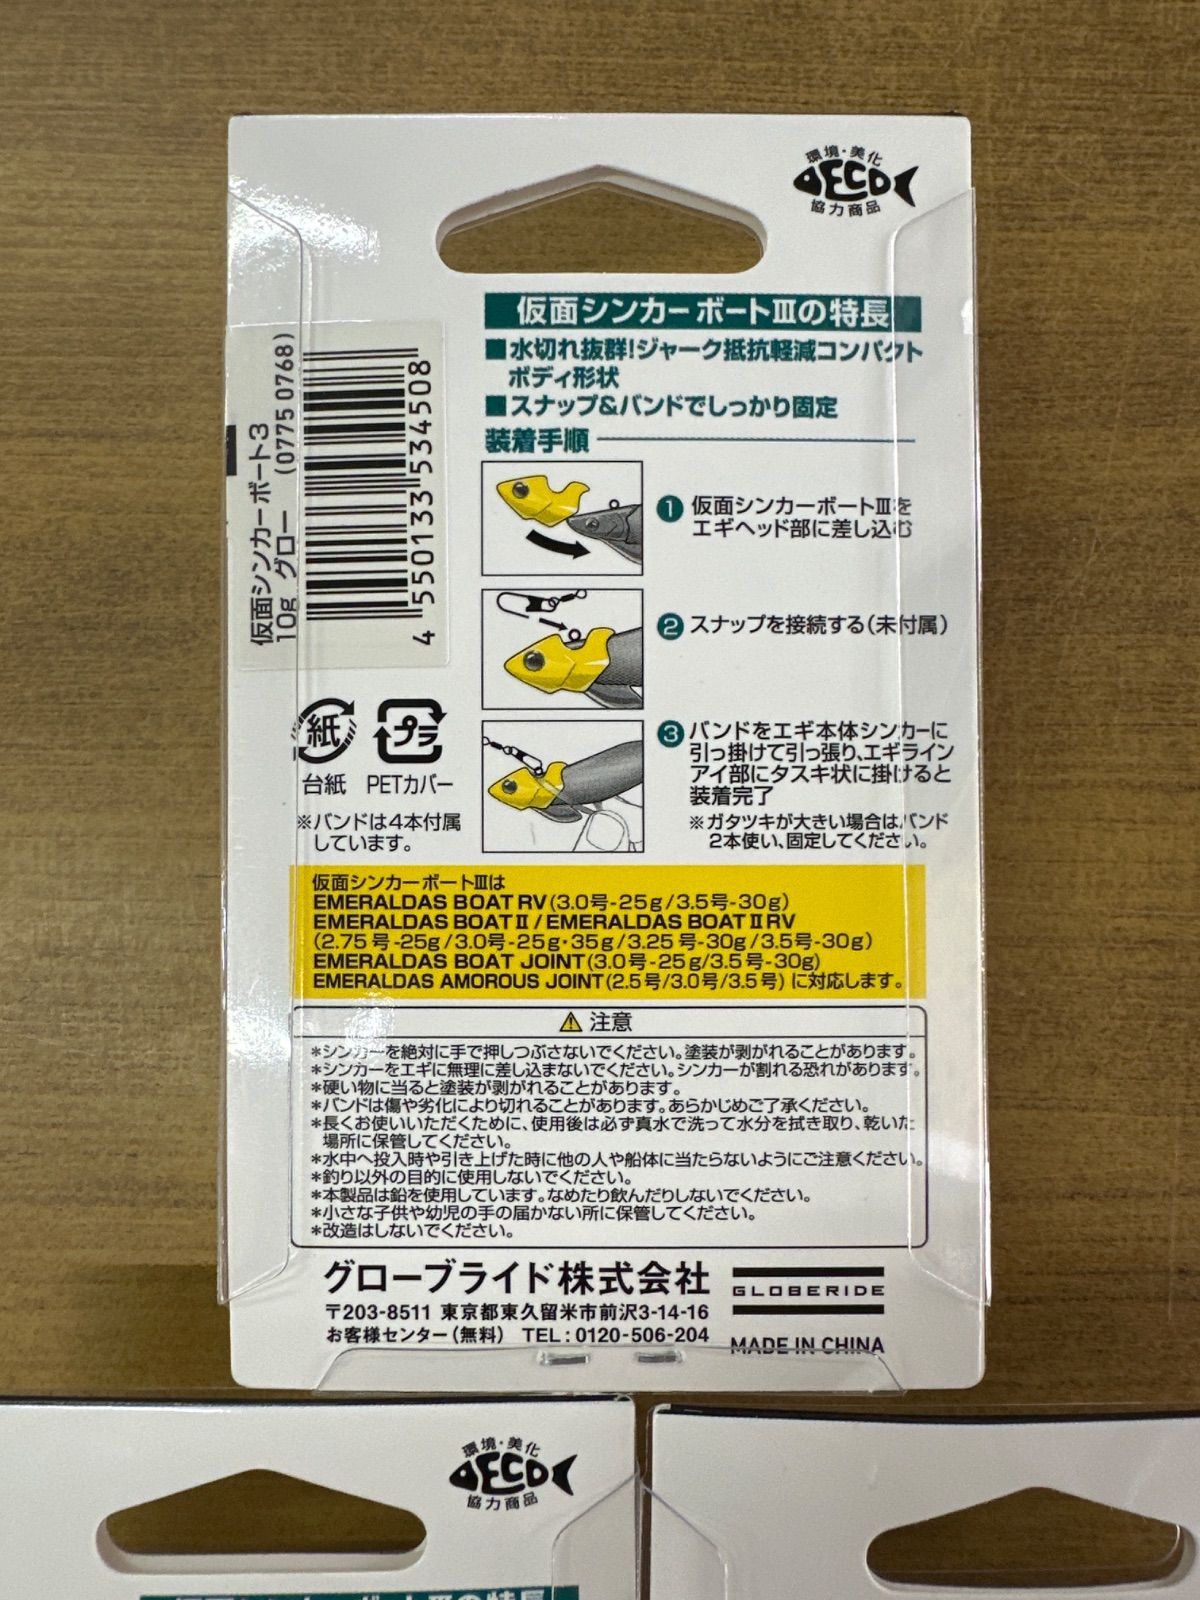 環境・美化
ECO
協力商品
仮面シンカーボートⅢの特長
■水切れ抜群!ジャーク抵抗軽減コンパクト
ボディ形状
■スナップ&バンドでしっかり固定
装着手順
1 仮面シンカーボートⅢを
エギヘッド部に差し込む
2 スナップを接続する(未付属)
3 バンドをエギ本体シンカーに
引っ掛けて引っ張り、エギライン
アイ部にタスキ状に掛けると
装着完了
※ガタツキが大きい場合はバンド
2本使い、固定してください。
仮面シンカーボート3
10g グロー (0775 0768)
4 550133 534508
紙
プラ
台紙 PETカバー
※バンドは4本付属
しています。
仮面シンカーボートⅢは
EMERALDAS BOAT RV(3.0号-25g/3.5号-30g)
EMERALDAS BOATⅡ/EMERALDAS BOATⅡRV
(2.75号-25g/3.0号-25g・35g/3.25号-30g/3.5号-30g)
EMERALDAS BOAT JOINT(3.0号-25g/3.5号-30g)
EMERALDAS AMOROUS JOINT(2.5号/3.0号/3.5号)に対応します。
⚠ 注意
*シンカーを絶対に手で押しつぶさないでください。塗装が剥がれることがあります。
*シンカーをエギに無理に差し込まないでください。シンカーが割れる恐れがあります。
*硬い物に当ると塗装が剥がれることがあります。
*バンドは傷や劣化により切れることがあります。あらかじめご了承ください。
*長くお使いいただくために、使用後は必ず真水で洗って水分を拭き取り、乾いた
場所に保管してください。
*水中へ投入時や引き上げた時に他の人や船体に当たらないようにご注意ください。
*釣り以外の目的に使用しないでください。
*本製品は鉛を使用しています。なめたり飲んだりしないでください。
*小さな子供や幼児の手の届かない所に保管してください。
*改造はしないでください。
グローブライド株式会社
GLOBERIDE
〒203-8511 東京都東久留米市前沢3-14-16
お客様センター(無料) TEL:0120-506-204
MADE IN CHINA
環境・美化
ECO
協力商品
仮面シンカーボートⅢの特長